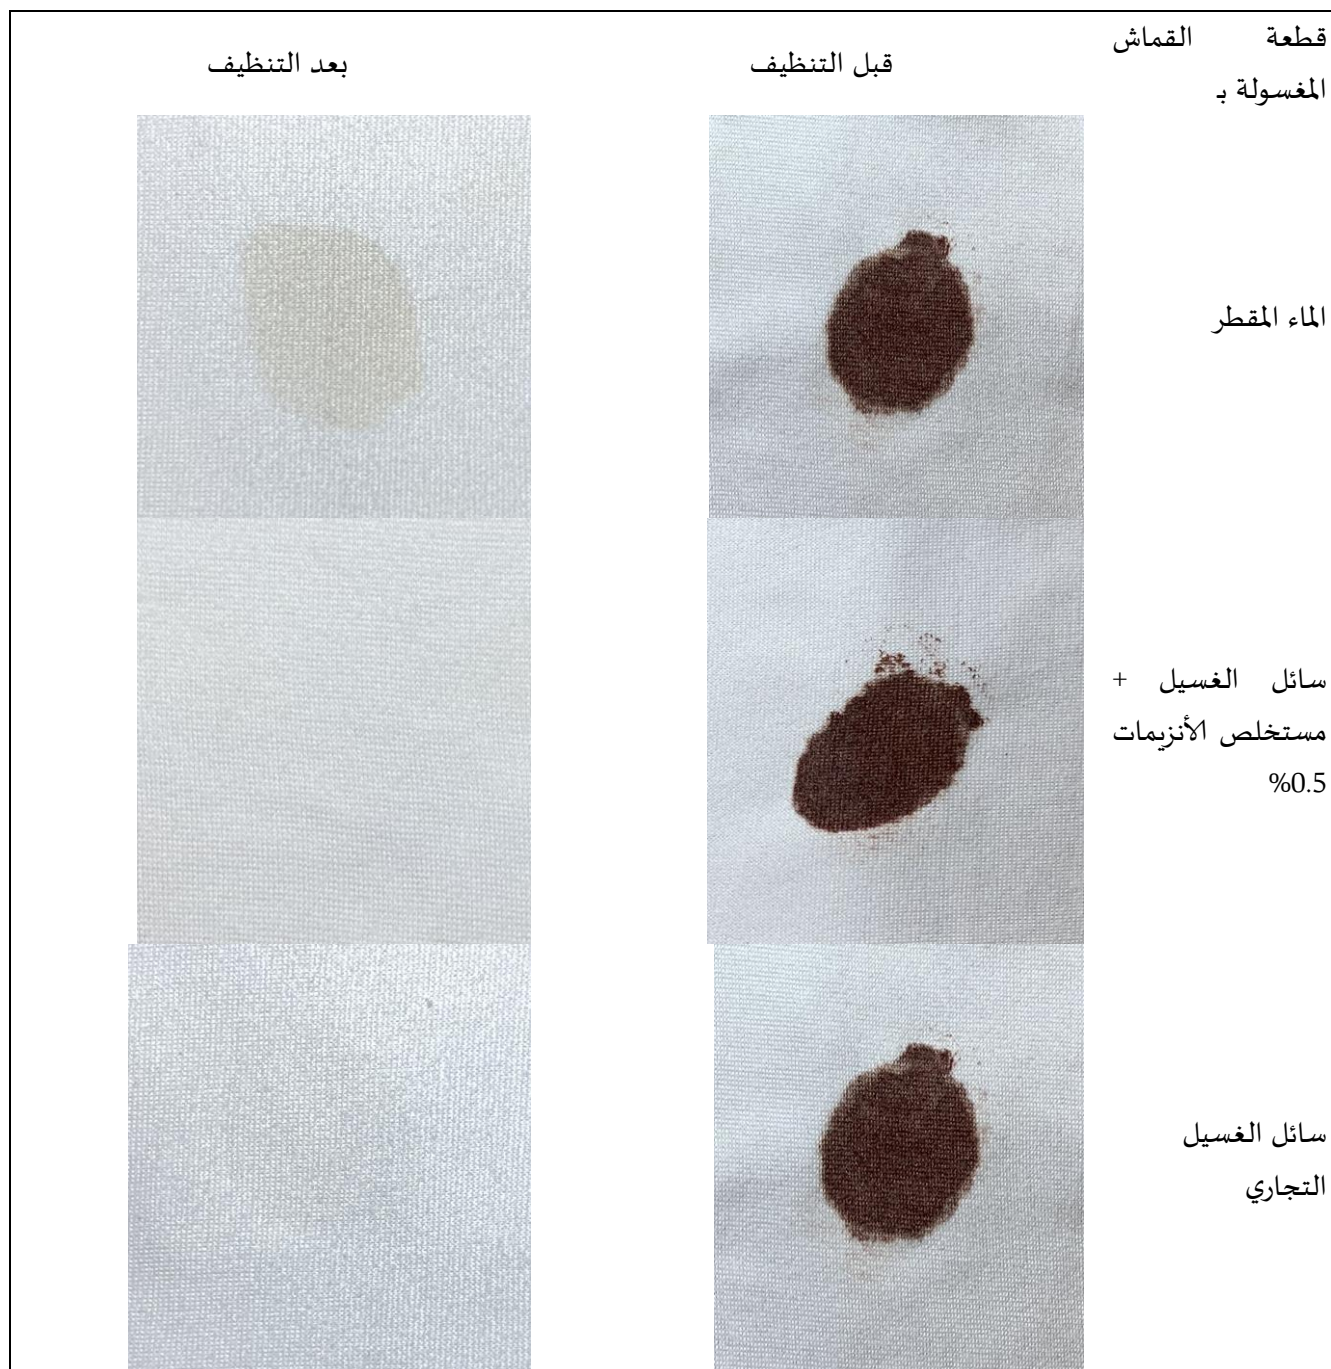 قطعة القماش
المغسولة بـ
قبل التنظيف
بعد التنظيف
الماء المقطر
سائل الغسيل +
مستخلص الأنزيمات
%0.5
سائل الغسيل
التجاري